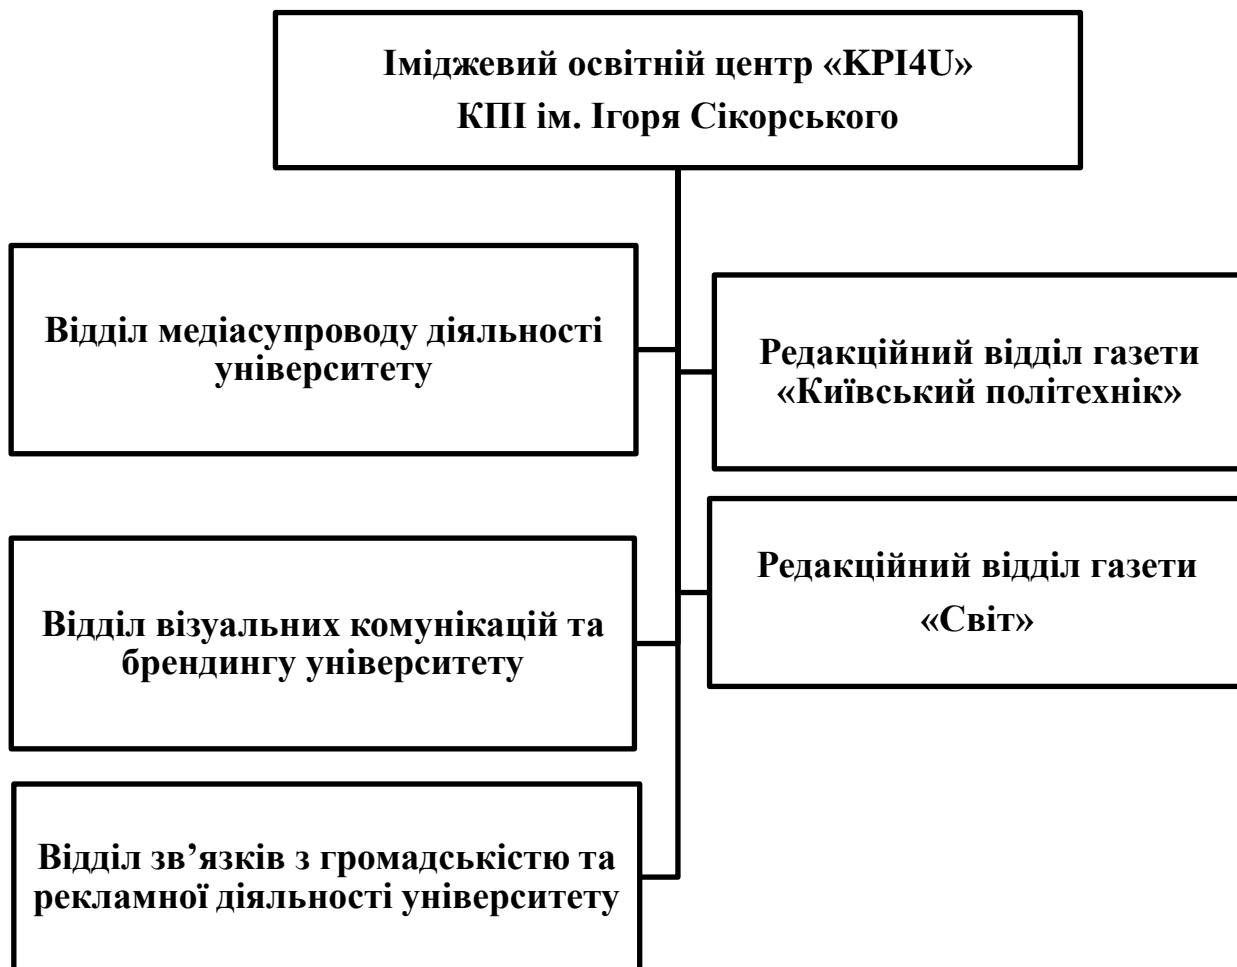 Іміджевий освітній центр «KPI4U»
КПІ ім. Ігоря Сікорського
Відділ медіасупроводу діяльності
університету
Редакційний відділ газети
«Київський політехнік»
Відділ візуальних комунікацій та
брендингу університету
Редакційний відділ газети
«Світ»
Відділ зв’язків з громадськістю та
рекламної діяльності університету